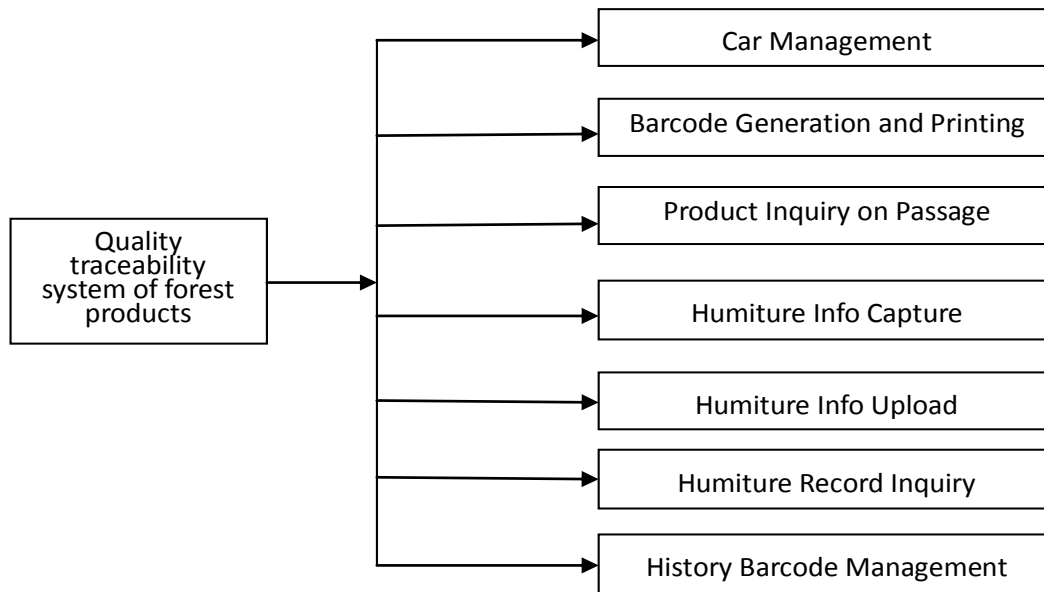 Car Management
Barcode Generation and Printing
Product Inquiry on Passage
Quality
traceability
system of forest
products
Humiture Info Capture
Humiture Info Upload
Humiture Record Inquiry
History Barcode Management